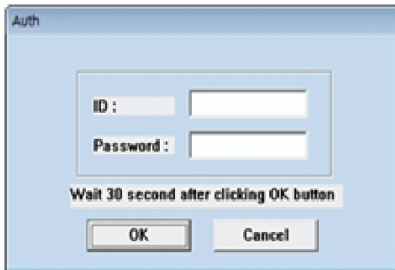 Auth
ID :
Password :
Wait 30 second after clicking OK button
OK Cancel